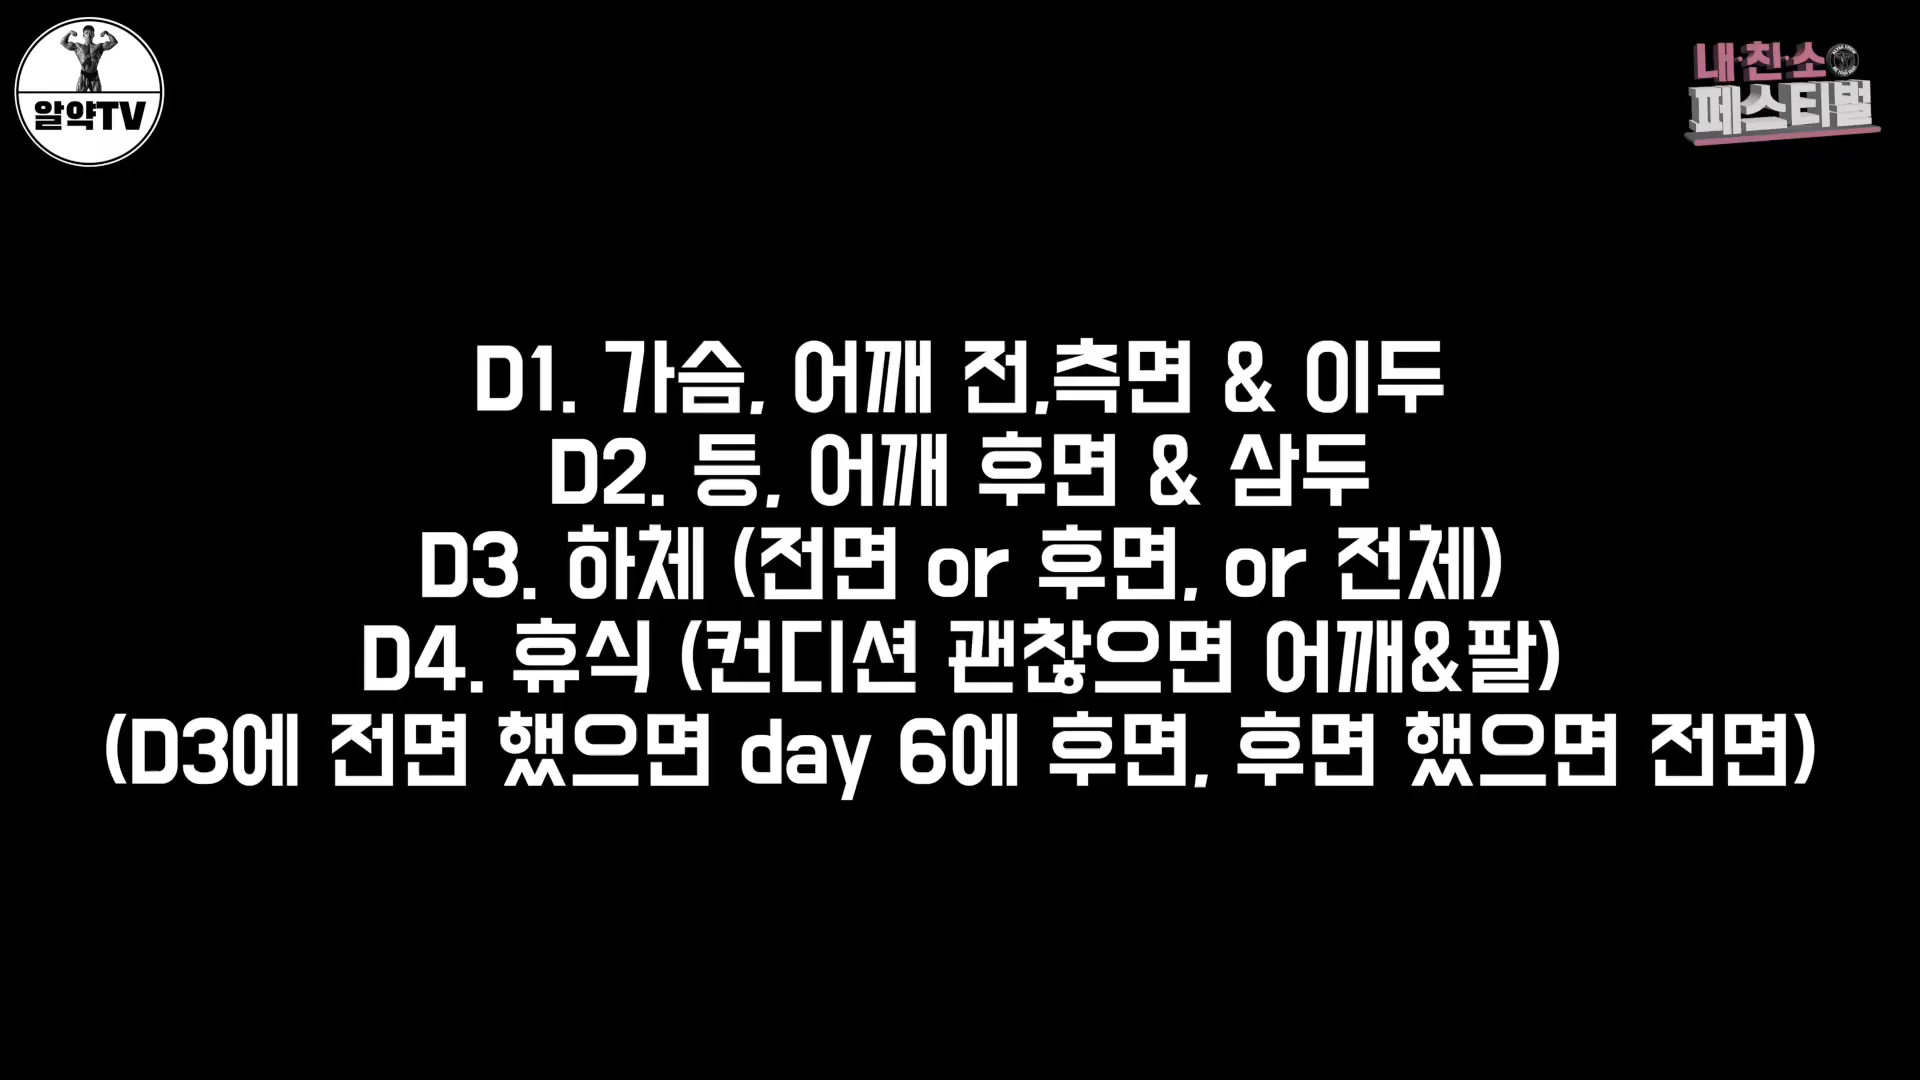 알약TV
내찬소
페스티벌
D1. 가슴, 어깨 전,측면 & 이두
D2. 등, 어깨 후면 & 삼두
D3. 하체 (전면 or 후면, or 전체)
D4. 휴식 (컨디션 괜찮으면 어깨&팔)
(D3에 전면 했으면 day 6에 후면, 후면 했으면 전면)